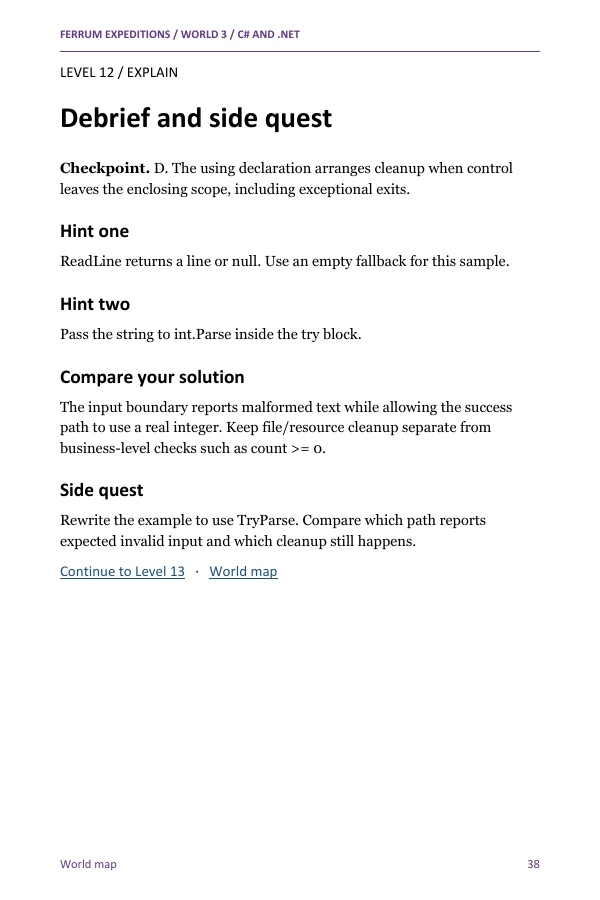 FERRUM EXPEDITIONS / WORLD 3 / C# AND .NET
LEVEL 12 / EXPLAIN
Debrief and side quest
Checkpoint. D. The using declaration arranges cleanup when control
leaves the enclosing scope, including exceptional exits.
Hint one
ReadLine returns a line or null. Use an empty fallback for this sample.
Hint two
Pass the string to int.Parse inside the try block.
Compare your solution
The input boundary reports malformed text while allowing the success
path to use a real integer. Keep file/resource cleanup separate from
business-level checks such as count >= 0.
Side quest
Rewrite the example to use TryParse. Compare which path reports
expected invalid input and which cleanup still happens.
Continue to Level 13 · World map
World map 38